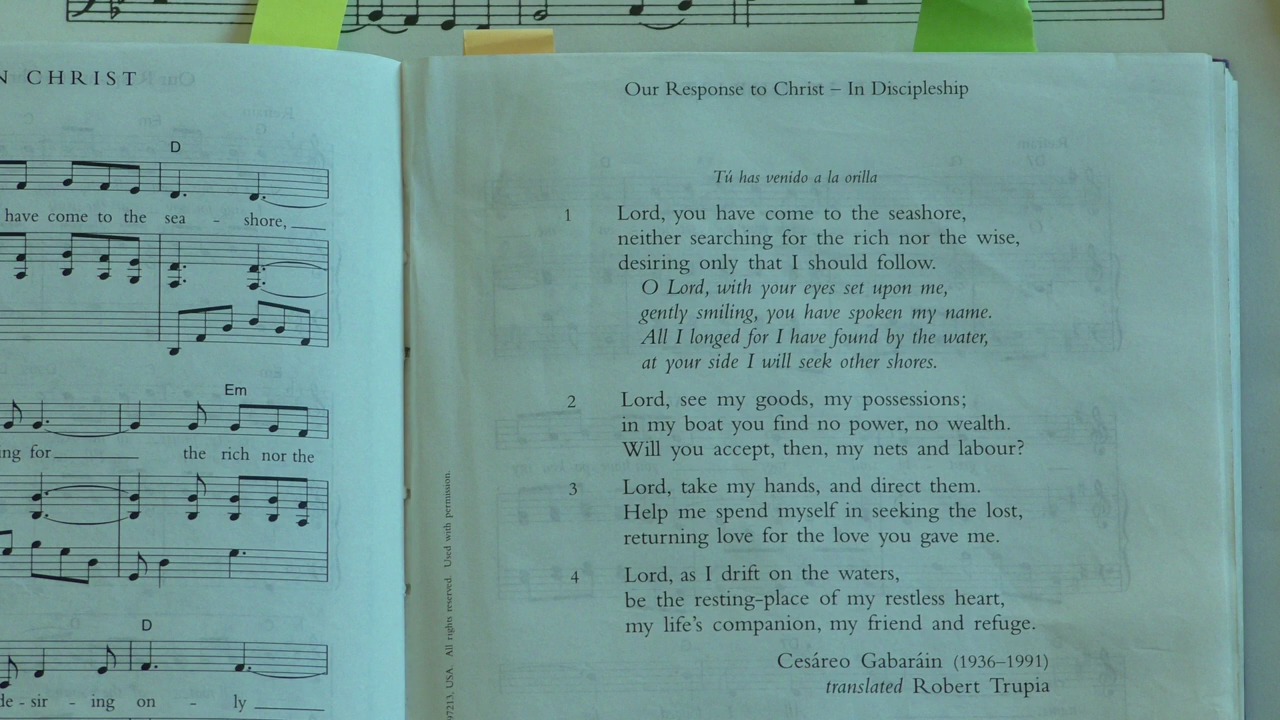 N CHRIST
D
have come to the sea - shore,
Em
ing for the rich nor the
D
de - sir - ing on - ly
97213, USA. All rights reserved. Used with permission.
Our Response to Christ – In Discipleship
Tú has venido a la orilla
1 Lord, you have come to the seashore,
neither searching for the rich nor the wise,
desiring only that I should follow.
O Lord, with your eyes set upon me,
gently smiling, you have spoken my name.
All I longed for I have found by the water,
at your side I will seek other shores.
2 Lord, see my goods, my possessions;
in my boat you find no power, no wealth.
Will you accept, then, my nets and labour?
3 Lord, take my hands, and direct them.
Help me spend myself in seeking the lost,
returning love for the love you gave me.
4 Lord, as I drift on the waters,
be the resting-place of my restless heart,
my life's companion, my friend and refuge.
Cesáreo Gabaráin (1936–1991)
translated Robert Trupia